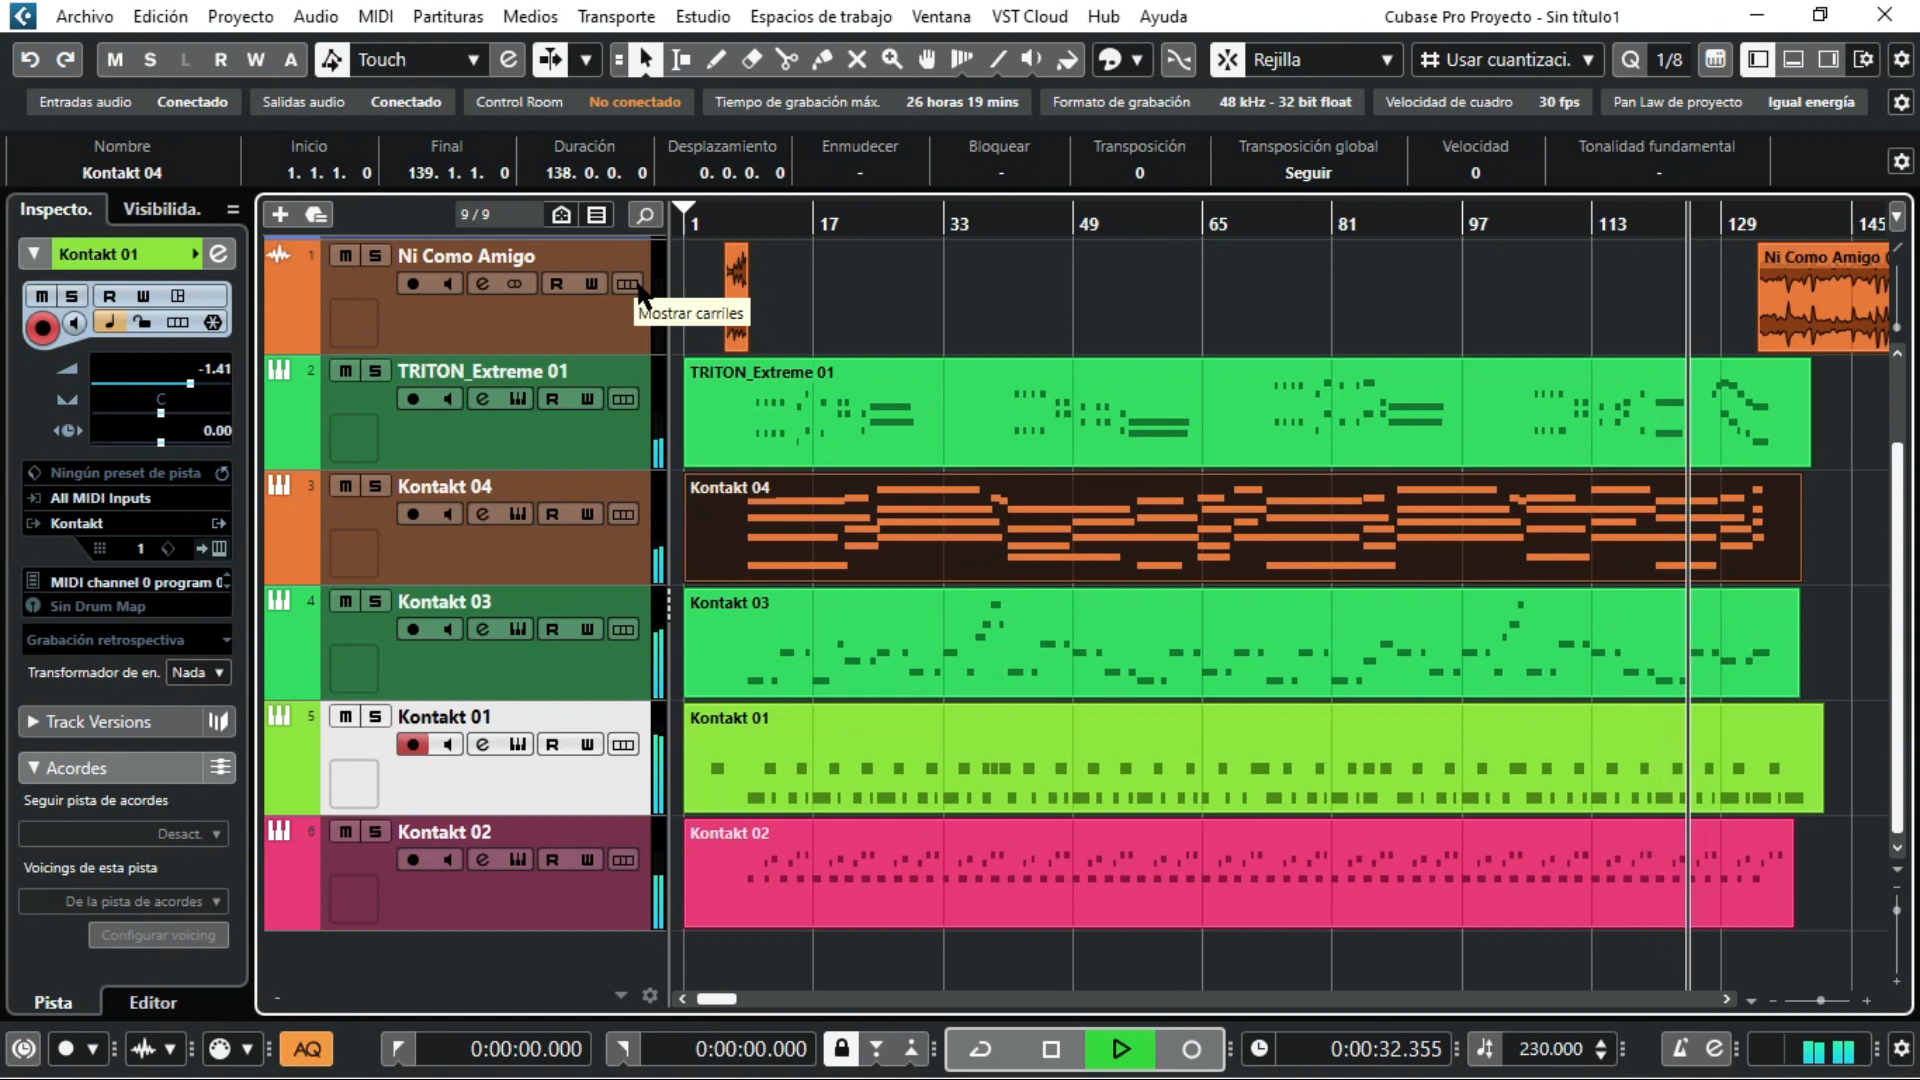 Archivo Edición Proyecto Audio MIDI Partituras Medios Transporte Estudio Espacios de trabajo Ventana VST Cloud Hub Ayuda Cubase Pro Proyecto - Sin título1
M S L R W A Touch Rejilla Usar cuantizaci. Q 1/8
Entradas audio Conectado Salidas audio Conectado Control Room No conectado Tiempo de grabación máx. 26 horas 19 mins Formato de grabación 48 kHz - 32 bit float Velocidad de cuadro 30 fps Pan Law de proyecto Igual energía
Nombre Inicio Final Duración Desplazamiento Enmudecer Bloquear Transposición Transposición global Velocidad Tonalidad fundamental
Kontakt 04 1. 1. 1. 0 139. 1. 1. 0 138. 0. 0. 0 0. 0. 0. 0 - - 0 Seguir 0 -
Inspecto. Visibilida. 9 / 9 1 17 33 49 65 81 97 113 129 145
Kontakt 01
M S R W
-1.41
C
0.00
Ningún preset de pista
All MIDI Inputs
Kontakt
1
MIDI channel 0 program 0
Sin Drum Map
Grabación retrospectiva
Transformador de en. Nada
Track Versions
Acordes
Seguir pista de acordes
Desact.
Voicings de esta pista
De la pista de acordes
Configurar voicing
Pista Editor
1 M S Ni Como Amigo
R W
Mostrar carriles
Ni Como Amigo
2 M S TRITON_Extreme 01
R W
TRITON_Extreme 01
3 M S Kontakt 04
R W
Kontakt 04
4 M S Kontakt 03
R W
Kontakt 03
5 M S Kontakt 01
R W
Kontakt 01
6 M S Kontakt 02
R W
Kontakt 02
AQ 0:00:00.000 0:00:00.000 0:00:32.355 230.000